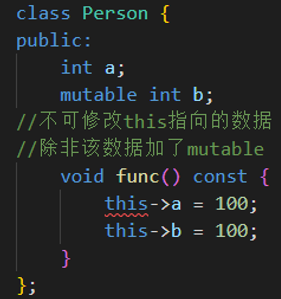 class Person {
public:
    int a;
    mutable int b;
//不可修改this指向的数据
//除非该数据加了mutable
    void func() const {
        this->a = 100;
        this->b = 100;
    }
};